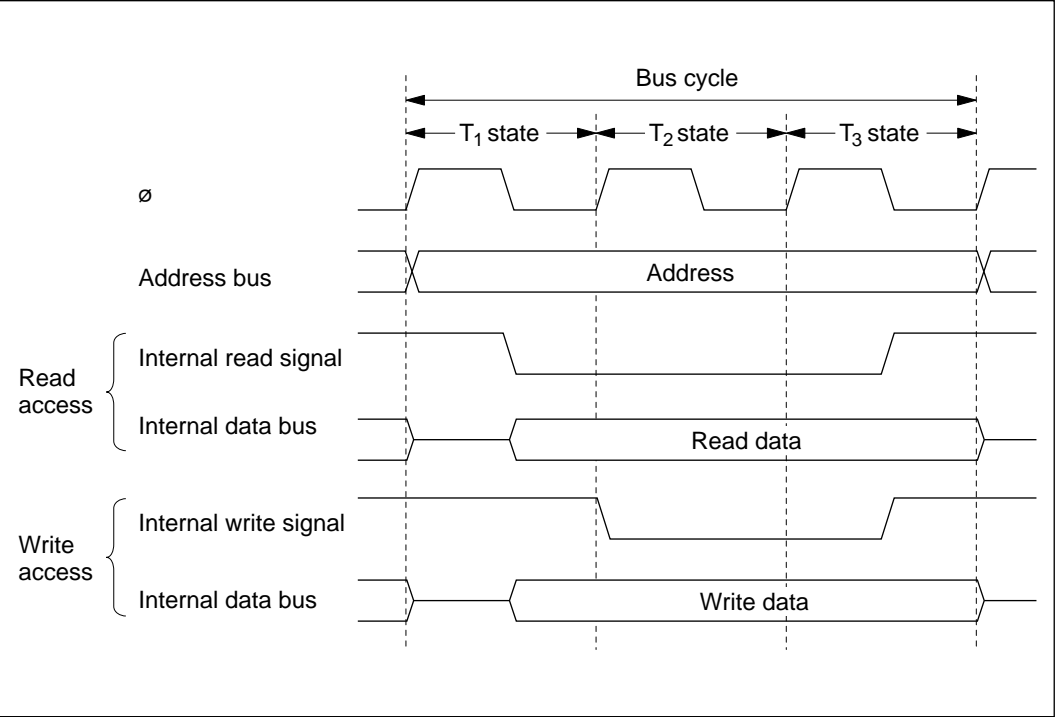 Bus cycle
T1 state
T2 state
T3 state
ø
Address bus
Address
Read
access
Internal read signal
Internal data bus
Read data
Write
access
Internal write signal
Internal data bus
Write data